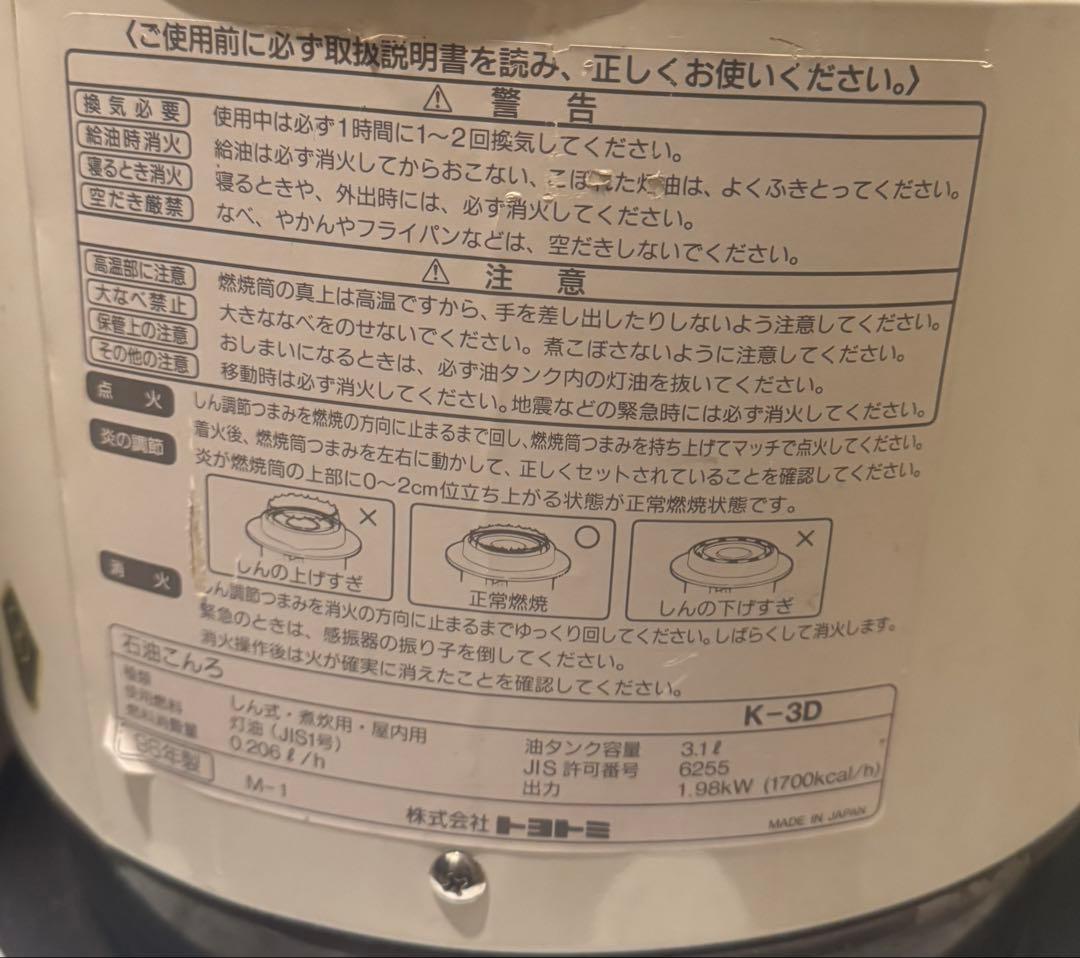 〈ご使用前に必ず取扱説明書を読み、正しくお使いください。〉
⚠ 警告
換気必要 使用中は必ず1時間に1〜2回換気してください。
給油時消火 給油は必ず消火してからおこない、こぼれた灯油は、よくふきとってください。
寝るとき消火 寝るときや、外出時には、必ず消火してください。
空だき厳禁 なべ、やかんやフライパンなどは、空だきしないでください。
⚠ 注意
高温部に注意 燃焼筒の真上は高温ですから、手を差し出したりしないよう注意してください。
大なべ禁止 大きななべをのせないでください。煮こぼさないように注意してください。
保管上の注意 おしまいになるときは、必ず油タンク内の灯油を抜いてください。
その他の注意 移動時は必ず消火してください。地震などの緊急時には必ず消火してください。
点火 しん調節つまみを燃焼の方向に止まるまで回し、燃焼筒つまみを持ち上げてマッチで点火してください。
炎の調節 着火後、燃焼筒つまみを左右に動かして、正しくセットされていることを確認してください。
炎が燃焼筒の上部に0〜2cm位立ち上がる状態が正常燃焼状態です。
× ○ ×
しんの上げすぎ 正常燃焼 しんの下げすぎ
消火 しん調節つまみを消火の方向に止まるまでゆっくり回してください。しばらくして消火します。
緊急のときは、感振器の振り子を倒してください。
消火操作後は火が確実に消えたことを確認してください。
石油こんろ K-3D
種類 しん式・煮炊用・屋内用 油タンク容量 3.1ℓ
使用燃料 灯油（JIS1号） JIS許可番号 6255
燃料消費量 0.206ℓ/h 出力 1.98kW (1700kcal/h)
年製 M-1
株式会社トヨトミ MADE IN JAPAN